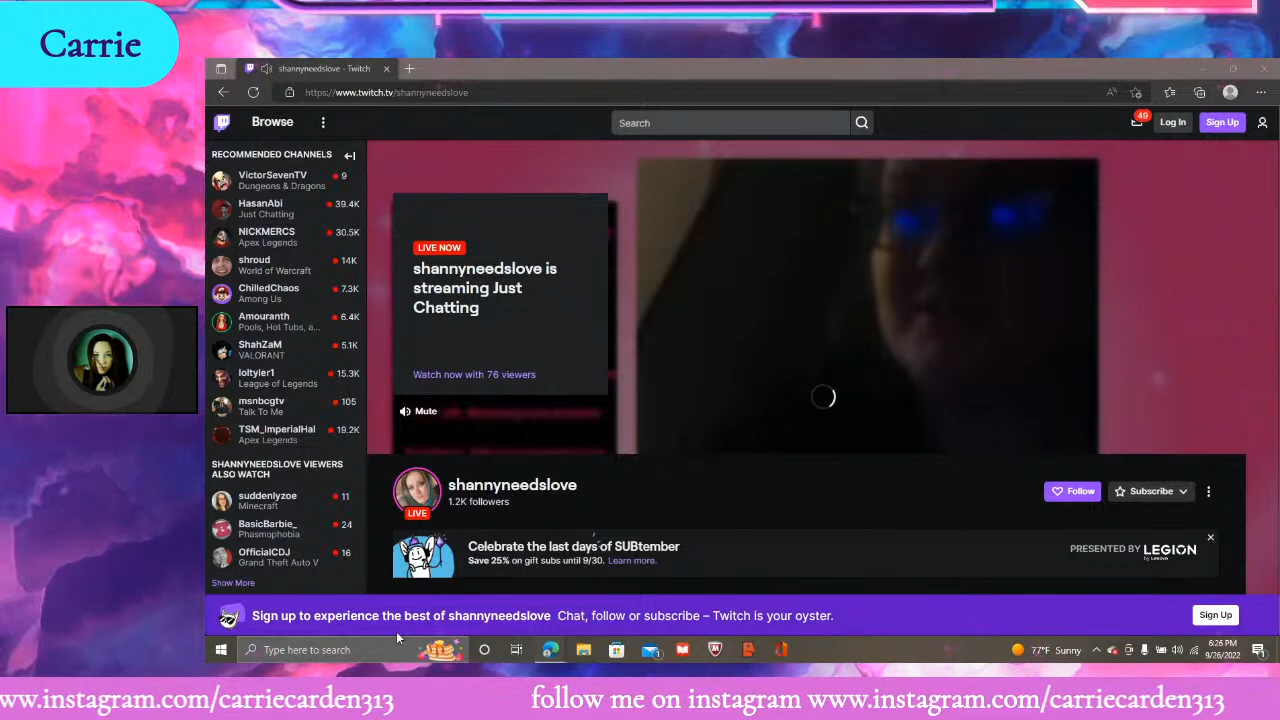 Carrie
shannyneedslove - Twitch
https://www.twitch.tv/shannyneedslove
Browse
Search
49
Log In
Sign Up
RECOMMENDED CHANNELS
VictorSevenTV
9
Dungeons & Dragons
HasanAbi
39.4K
Just Chatting
NICKMERCS
30.5K
Apex Legends
shroud
14K
World of Warcraft
ChilledChaos
7.3K
Among Us
Amouranth
6.4K
Pools, Hot Tubs, a...
ShahZaM
5.1K
VALORANT
loltyler1
15.3K
League of Legends
msnbcgtv
105
Talk To Me
TSM_ImperialHal
19.2K
Apex Legends
SHANNYNEEDSLOVE VIEWERS
ALSO WATCH
suddenlyzoe
11
Minecraft
BasicBarbie_
24
Phasmophobia
OfficialCDJ
16
Grand Theft Auto V
Show More
LIVE NOW
shannyneedslove is
streaming Just
Chatting
Watch now with 76 viewers
Mute
shannyneedslove
1.2K followers
LIVE
Follow
Subscribe
Celebrate the last days of SUBtember
Save 25% on gift subs until 9/30. Learn more.
PRESENTED BY LEGION
by Lenovo
Sign up to experience the best of shannyneedslove Chat, follow or subscribe – Twitch is your oyster.
Sign Up
Type here to search
77°F Sunny
6:26 PM
9/26/2022
ww.instagram.com/carriecarden313
follow me on instagram www.instagram.com/carriecarden313